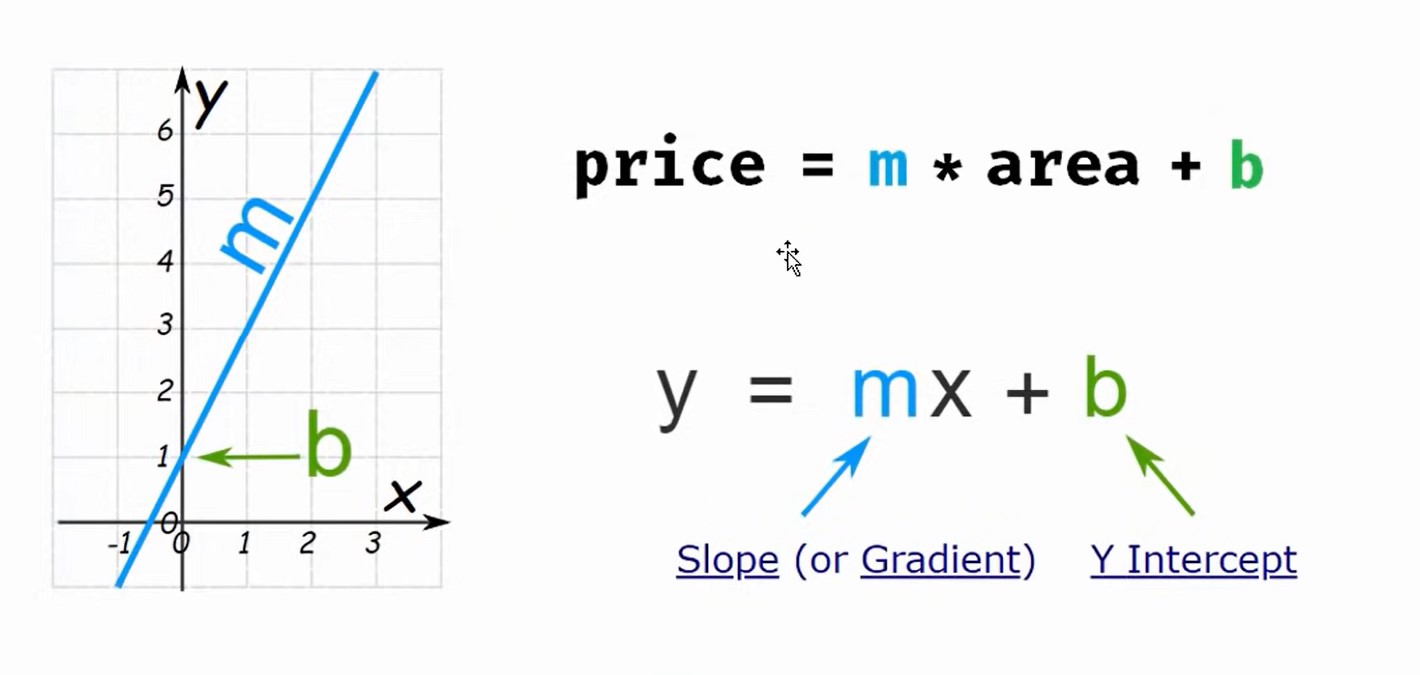 y
6
5
4
3
2
1
0
-1 0 1 2 3
x
m
b
price = m * area + b
y = mx + b
Slope (or Gradient) Y Intercept